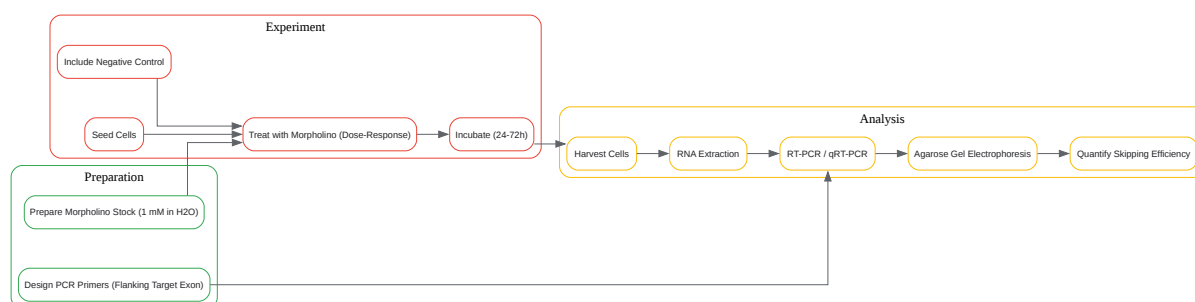 Experiment
Include Negative Control
Seed Cells
Treat with Morpholino (Dose-Response)
Incubate (24-72h)
Analysis
Harvest Cells
RNA Extraction
RT-PCR / qRT-PCR
Agarose Gel Electrophoresis
Quantify Skipping Efficiency
Preparation
Prepare Morpholino Stock (1 mM in H2O)
Design PCR Primers (Flanking Target Exon)